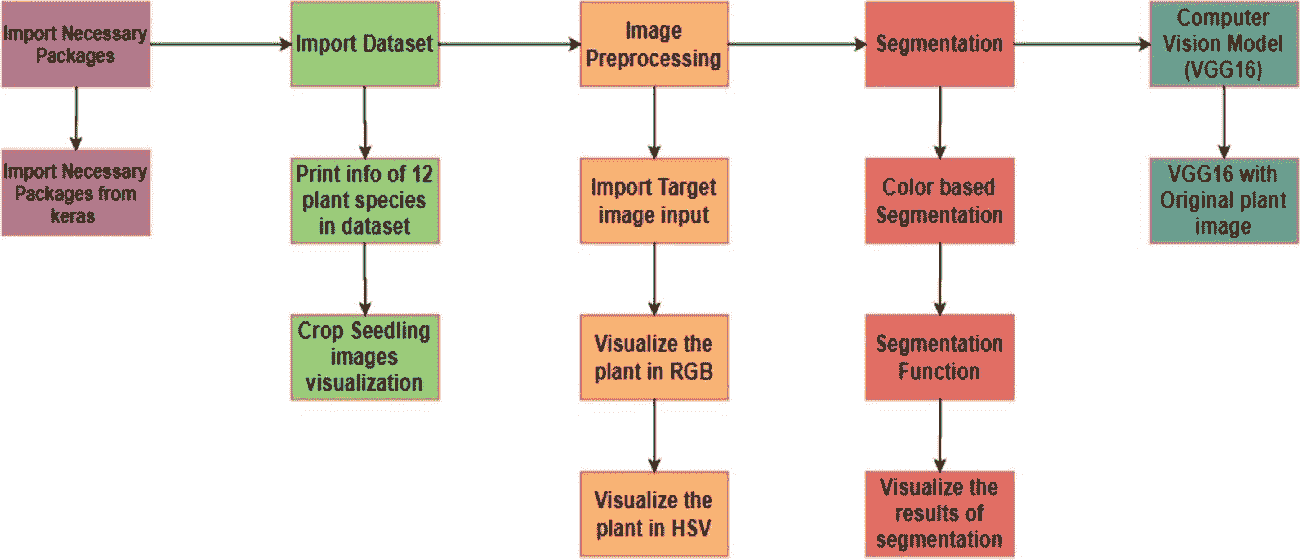 Import Necessary
Packages
Import Dataset
Image
Preprocessing
Segmentation
Computer
Vision Model
(VGG16)
Import Necessary
Packages from
keras
Print info of 12
plant species
in dataset
Import Target
image input
Color based
Segmentation
VGG16 with
Original plant
image
Crop Seedling
images
visualization
Visualize the
plant in RGB
Segmentation
Function
Visualize the
plant in HSV
Visualize the
results of
segmentation